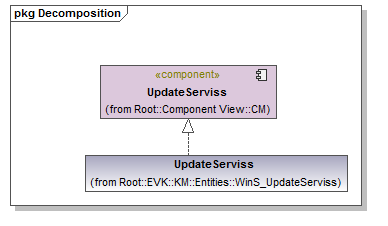 pkg Decomposition
«component»
UpdateServiss
(from Root::Component View::CM)
UpdateServiss
(from Root::EVK::KM::Entities::WinS_UpdateServiss)